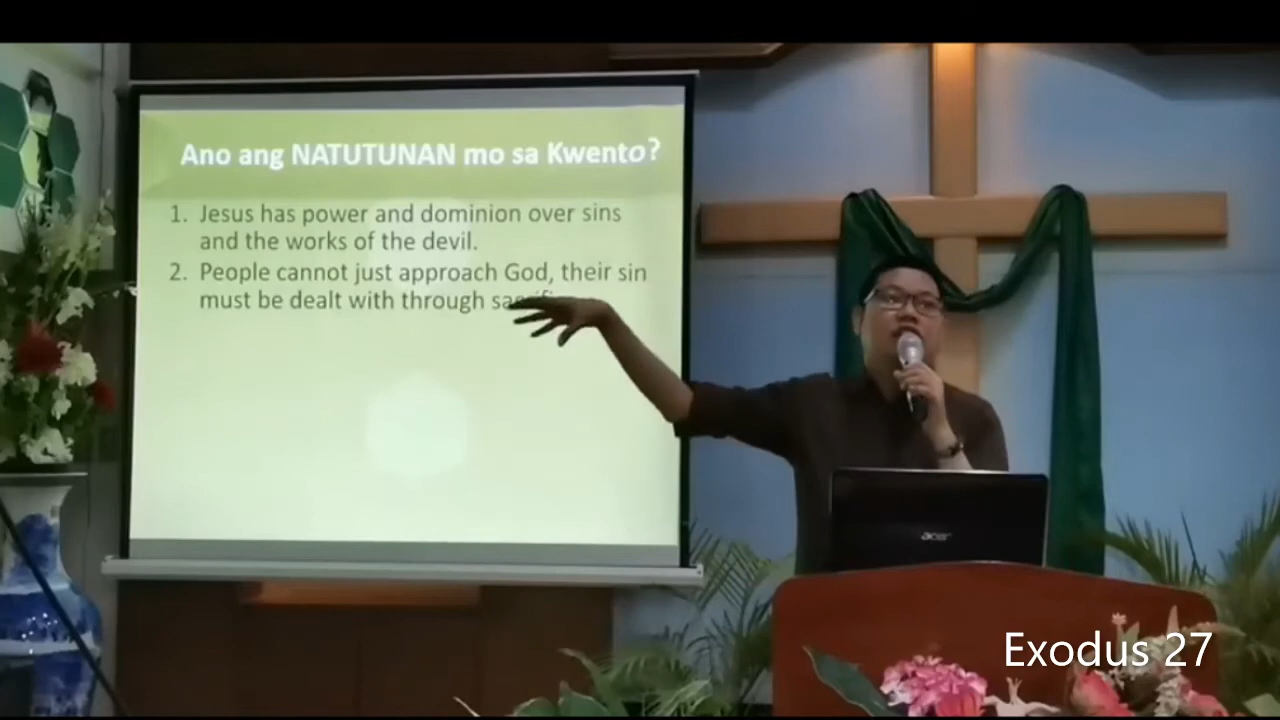 Ano ang NATUTUNAN mo sa Kwento?
1. Jesus has power and dominion over sins
and the works of the devil.
2. People cannot just approach God, their sin
must be dealt with through
acer
Exodus 27